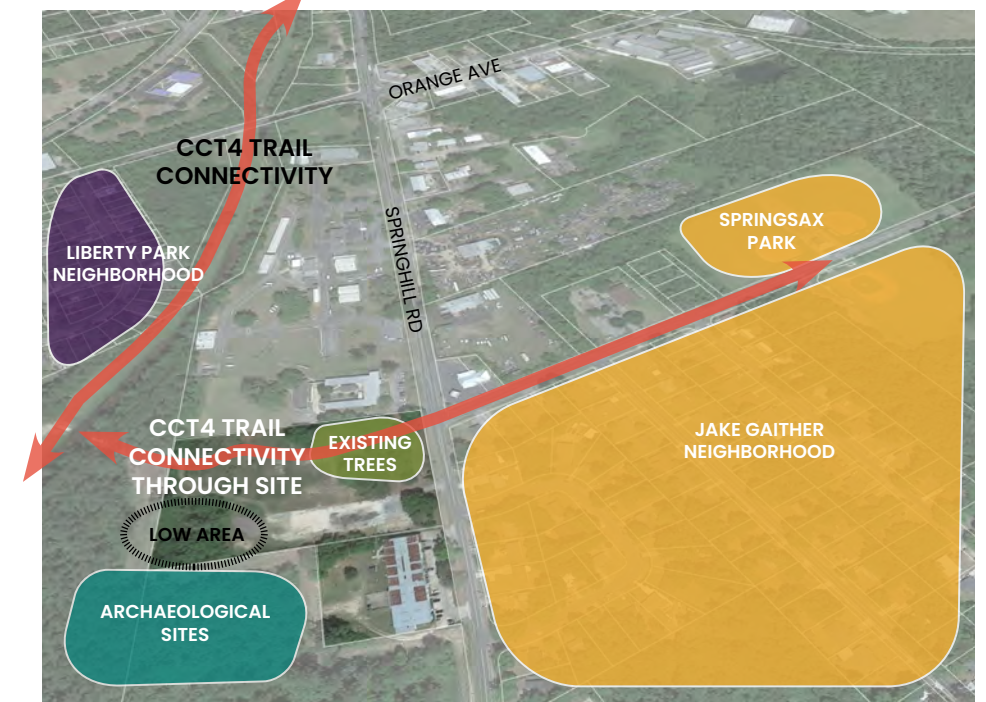 ORANGE AVE
CCT4 TRAIL
CONNECTIVITY
SPRINGSAX
PARK
LIBERTY PARK
NEIGHBORHOOD
SPRINGHILL RD
CCT4 TRAIL
CONNECTIVITY
THROUGH SITE
EXISTING
TREES
JAKE GAITHER
NEIGHBORHOOD
LOW AREA
ARCHAEOLOGICAL
SITES